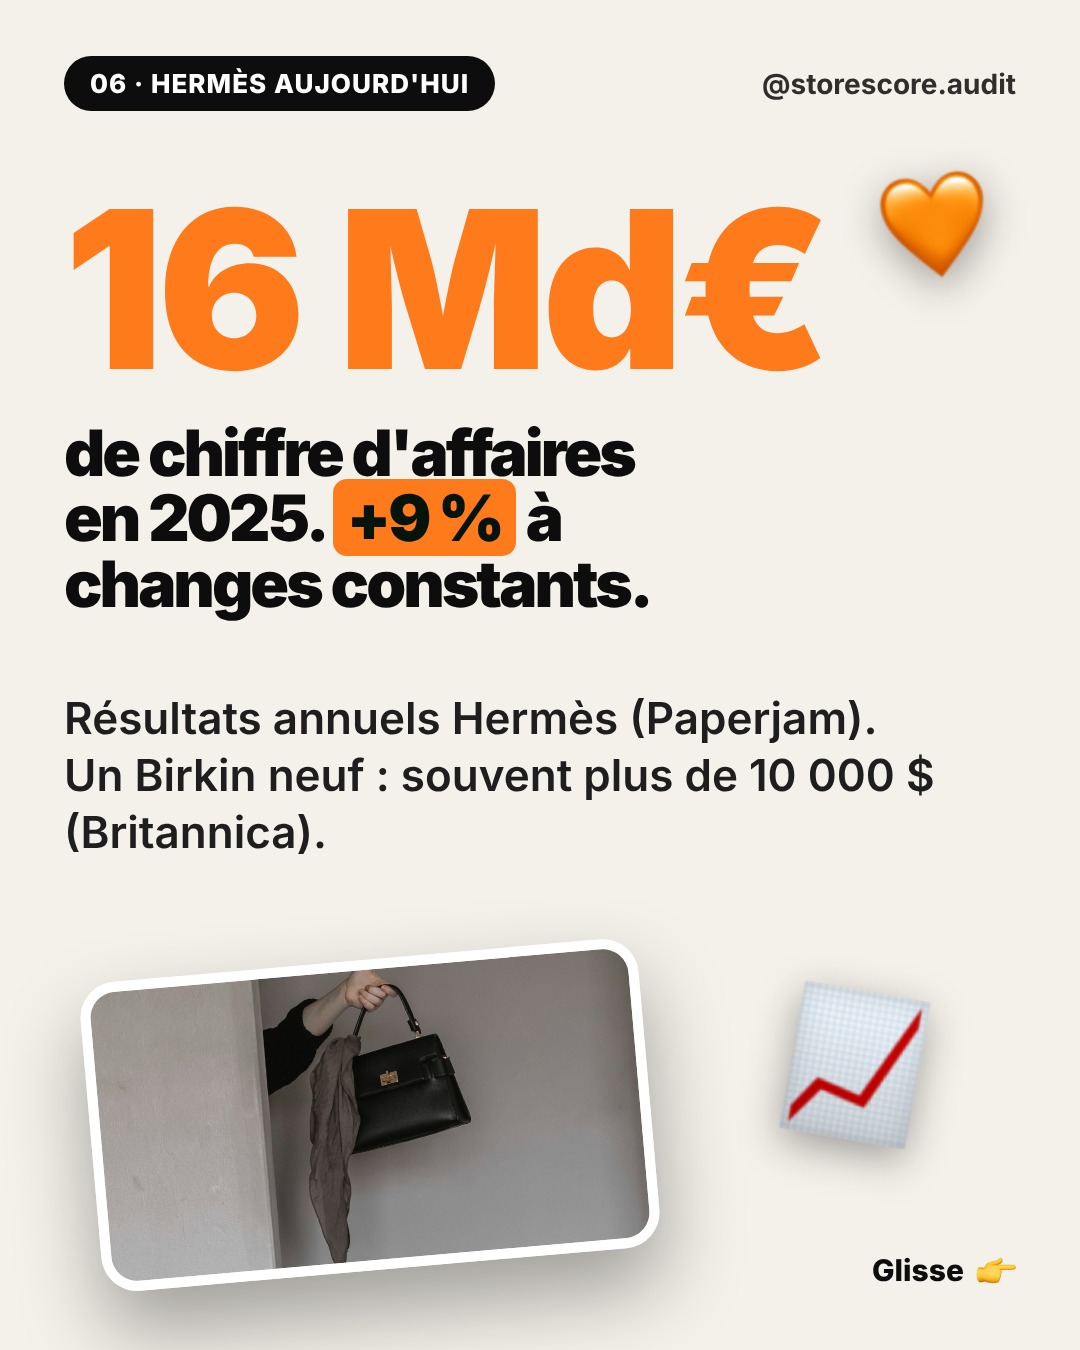 06 · HERMÈS AUJOURD'HUI
@storescore.audit
16 Md€
de chiffre d'affaires
en 2025. +9 % à
changes constants.
Résultats annuels Hermès (Paperjam).
Un Birkin neuf : souvent plus de 10 000 $
(Britannica).
Glisse 👉